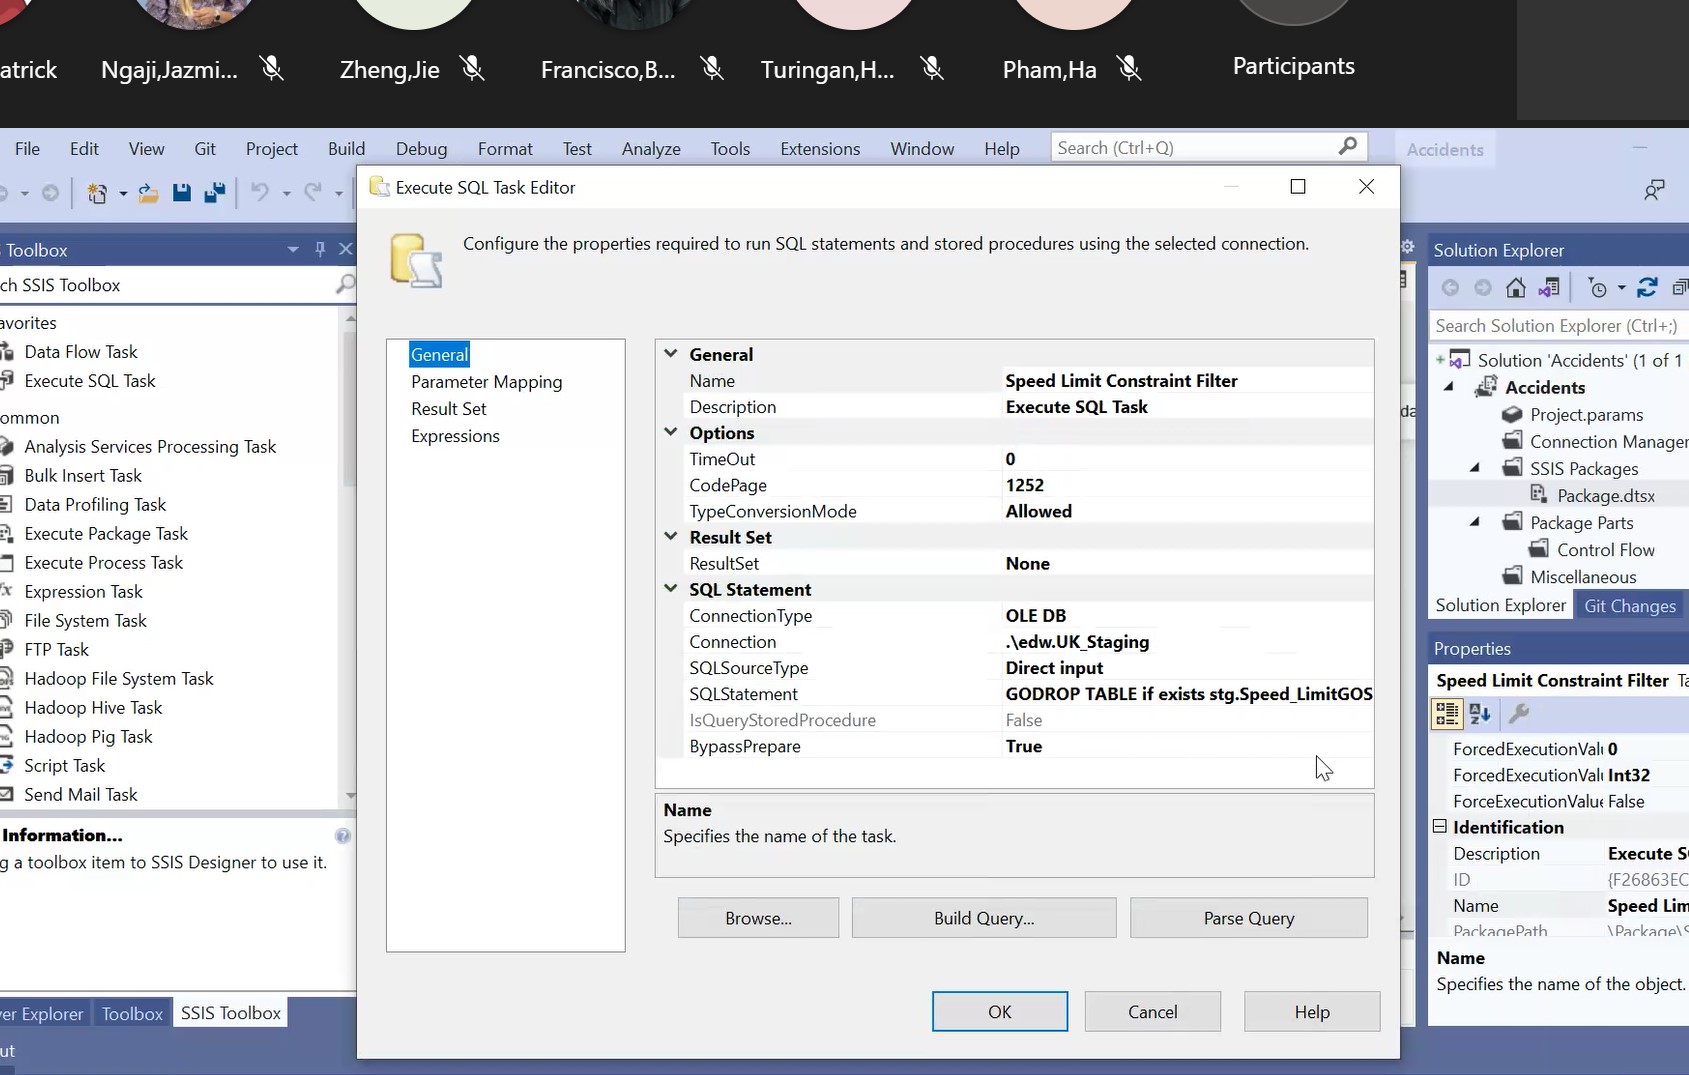 atrick Ngaji,Jazmi... Zheng,Jie Francisco,B... Turingan,H... Pham,Ha Participants
File Edit View Git Project Build Debug Format Test Analyze Tools Extensions Window Help Search (Ctrl+Q) Accidents
Toolbox
ch SSIS Toolbox
avorites
Data Flow Task
Execute SQL Task
ommon
Analysis Services Processing Task
Bulk Insert Task
Data Profiling Task
Execute Package Task
Execute Process Task
Expression Task
File System Task
FTP Task
Hadoop File System Task
Hadoop Hive Task
Hadoop Pig Task
Script Task
Send Mail Task
Information...
g a toolbox item to SSIS Designer to use it.
er Explorer Toolbox SSIS Toolbox
ut
Execute SQL Task Editor
Configure the properties required to run SQL statements and stored procedures using the selected connection.
General
Parameter Mapping
Result Set
Expressions
General
Name Speed Limit Constraint Filter
Description Execute SQL Task
Options
TimeOut 0
CodePage 1252
TypeConversionMode Allowed
Result Set
ResultSet None
SQL Statement
ConnectionType OLE DB
Connection .\edw.UK_Staging
SQLSourceType Direct input
SQLStatement GODROP TABLE if exists stg.Speed_LimitGOS
IsQueryStoredProcedure False
BypassPrepare True
Name
Specifies the name of the task.
Browse... Build Query... Parse Query
OK Cancel Help
da
Solution Explorer
Search Solution Explorer (Ctrl+;)
Solution 'Accidents' (1 of 1
Accidents
Project.params
Connection Manager
SSIS Packages
Package.dtsx
Package Parts
Control Flow
Miscellaneous
Solution Explorer Git Changes
Properties
Speed Limit Constraint Filter Ta
ForcedExecutionValu 0
ForcedExecutionValu Int32
ForceExecutionValue False
Identification
Description Execute S
ID {F26863EC
Name Speed Lim
PackagePath \Package\S
Name
Specifies the name of the object.